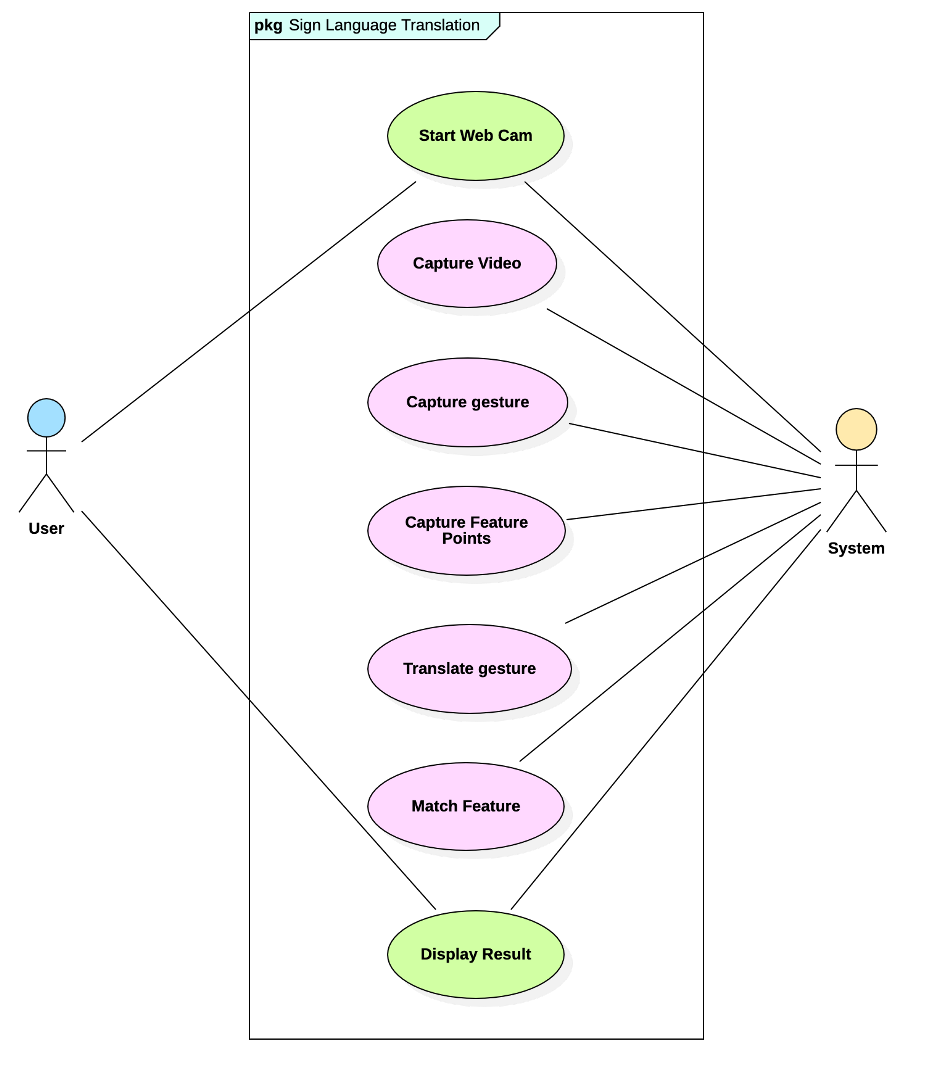 pkg Sign Language Translation
Start Web Cam
Capture Video
Capture gesture
Capture Feature
Points
Translate gesture
Match Feature
Display Result
User
System